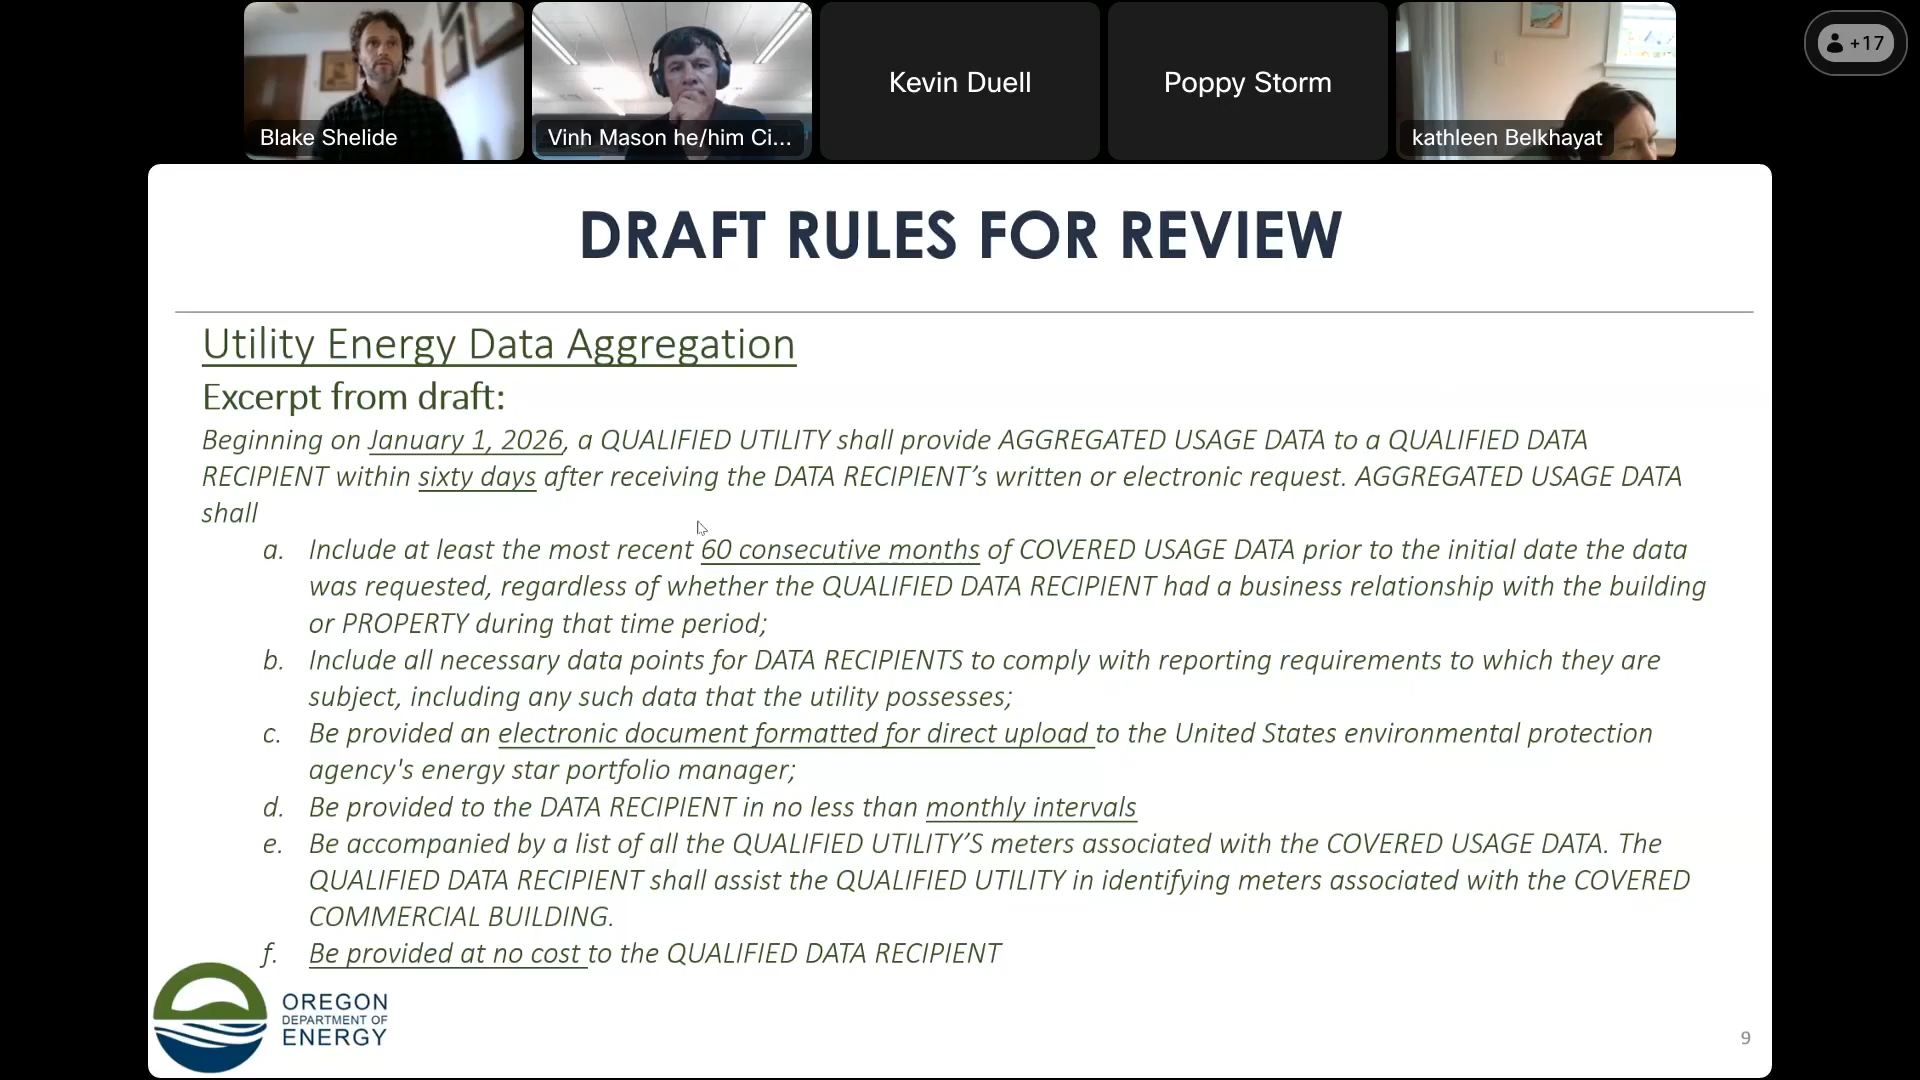 Blake Shelide
Vinh Mason he/him Ci...
Kevin Duell
Poppy Storm
kathleen Belkhayat
+17
DRAFT RULES FOR REVIEW
Utility Energy Data Aggregation
Excerpt from draft:
Beginning on January 1, 2026, a QUALIFIED UTILITY shall provide AGGREGATED USAGE DATA to a QUALIFIED DATA
RECIPIENT within sixty days after receiving the DATA RECIPIENT’s written or electronic request. AGGREGATED USAGE DATA
shall
a. Include at least the most recent 60 consecutive months of COVERED USAGE DATA prior to the initial date the data
was requested, regardless of whether the QUALIFIED DATA RECIPIENT had a business relationship with the building
or PROPERTY during that time period;
b. Include all necessary data points for DATA RECIPIENTS to comply with reporting requirements to which they are
subject, including any such data that the utility possesses;
c. Be provided an electronic document formatted for direct upload to the United States environmental protection
agency's energy star portfolio manager;
d. Be provided to the DATA RECIPIENT in no less than monthly intervals
e. Be accompanied by a list of all the QUALIFIED UTILITY’S meters associated with the COVERED USAGE DATA. The
QUALIFIED DATA RECIPIENT shall assist the QUALIFIED UTILITY in identifying meters associated with the COVERED
COMMERCIAL BUILDING.
f. Be provided at no cost to the QUALIFIED DATA RECIPIENT
OREGON
DEPARTMENT OF
ENERGY
9